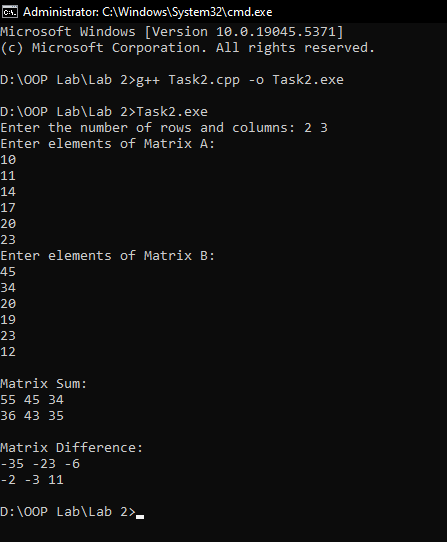 Administrator: C:\Windows\System32\cmd.exe
Microsoft Windows [Version 10.0.19045.5371]
(c) Microsoft Corporation. All rights reserved.
D:\OOP Lab\Lab 2>g++ Task2.cpp -o Task2.exe
D:\OOP Lab\Lab 2>Task2.exe
Enter the number of rows and columns: 2 3
Enter elements of Matrix A:
10
11
14
17
20
23
Enter elements of Matrix B:
45
34
20
19
23
12
Matrix Sum:
55 45 34
36 43 35
Matrix Difference:
-35 -23 -6
-2 -3 11
D:\OOP Lab\Lab 2>